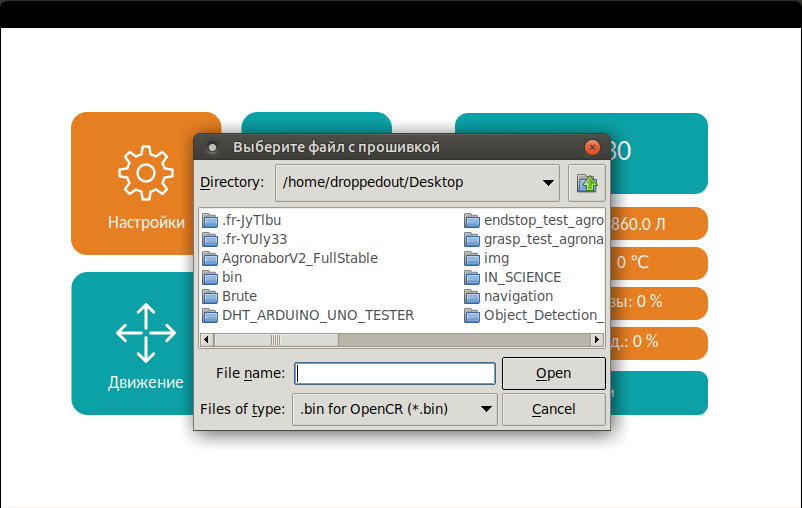 Выберите файл с прошивкой
30
Directory:
/home/droppedout/Desktop
Настройки
.fr-JyTlbu
.fr-YUly33
AgronaborV2_FullStable
bin
Brute
DHT_ARDUINO_UNO_TESTER
endstop_test_agro
grasp_test_agrona
img
IN_SCIENCE
navigation
Object_Detection_
860.0 Л
0 °C
вы: 0 %
д.: 0 %
Движение
File name:
Open
Files of type:
.bin for OpenCR (*.bin)
Cancel